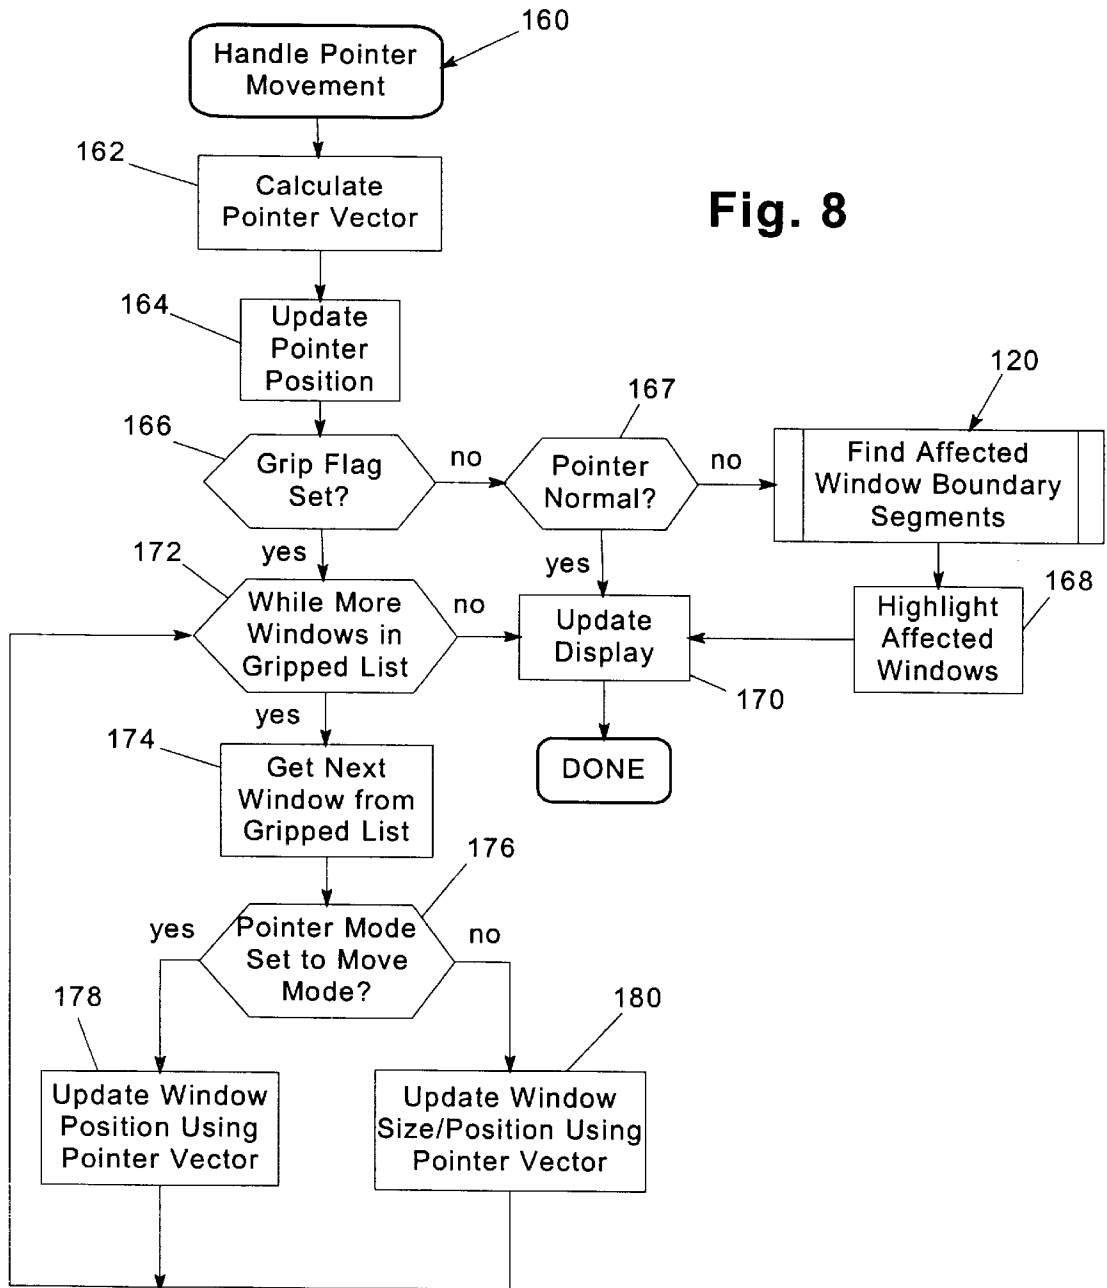 160
Handle Pointer
Movement
162
Calculate
Pointer Vector
Fig. 8
164
Update
Pointer
Position
166
Grip Flag
Set?
no
167
Pointer
Normal?
no
120
Find Affected
Window Boundary
Segments
yes
yes
172
While More
Windows in
Gripped List
no
Update
Display
170
168
Highlight
Affected
Windows
yes
DONE
174
Get Next
Window from
Gripped List
176
yes
Pointer Mode
Set to Move
Mode?
no
178
Update Window
Position Using
Pointer Vector
180
Update Window
Size/Position Using
Pointer Vector